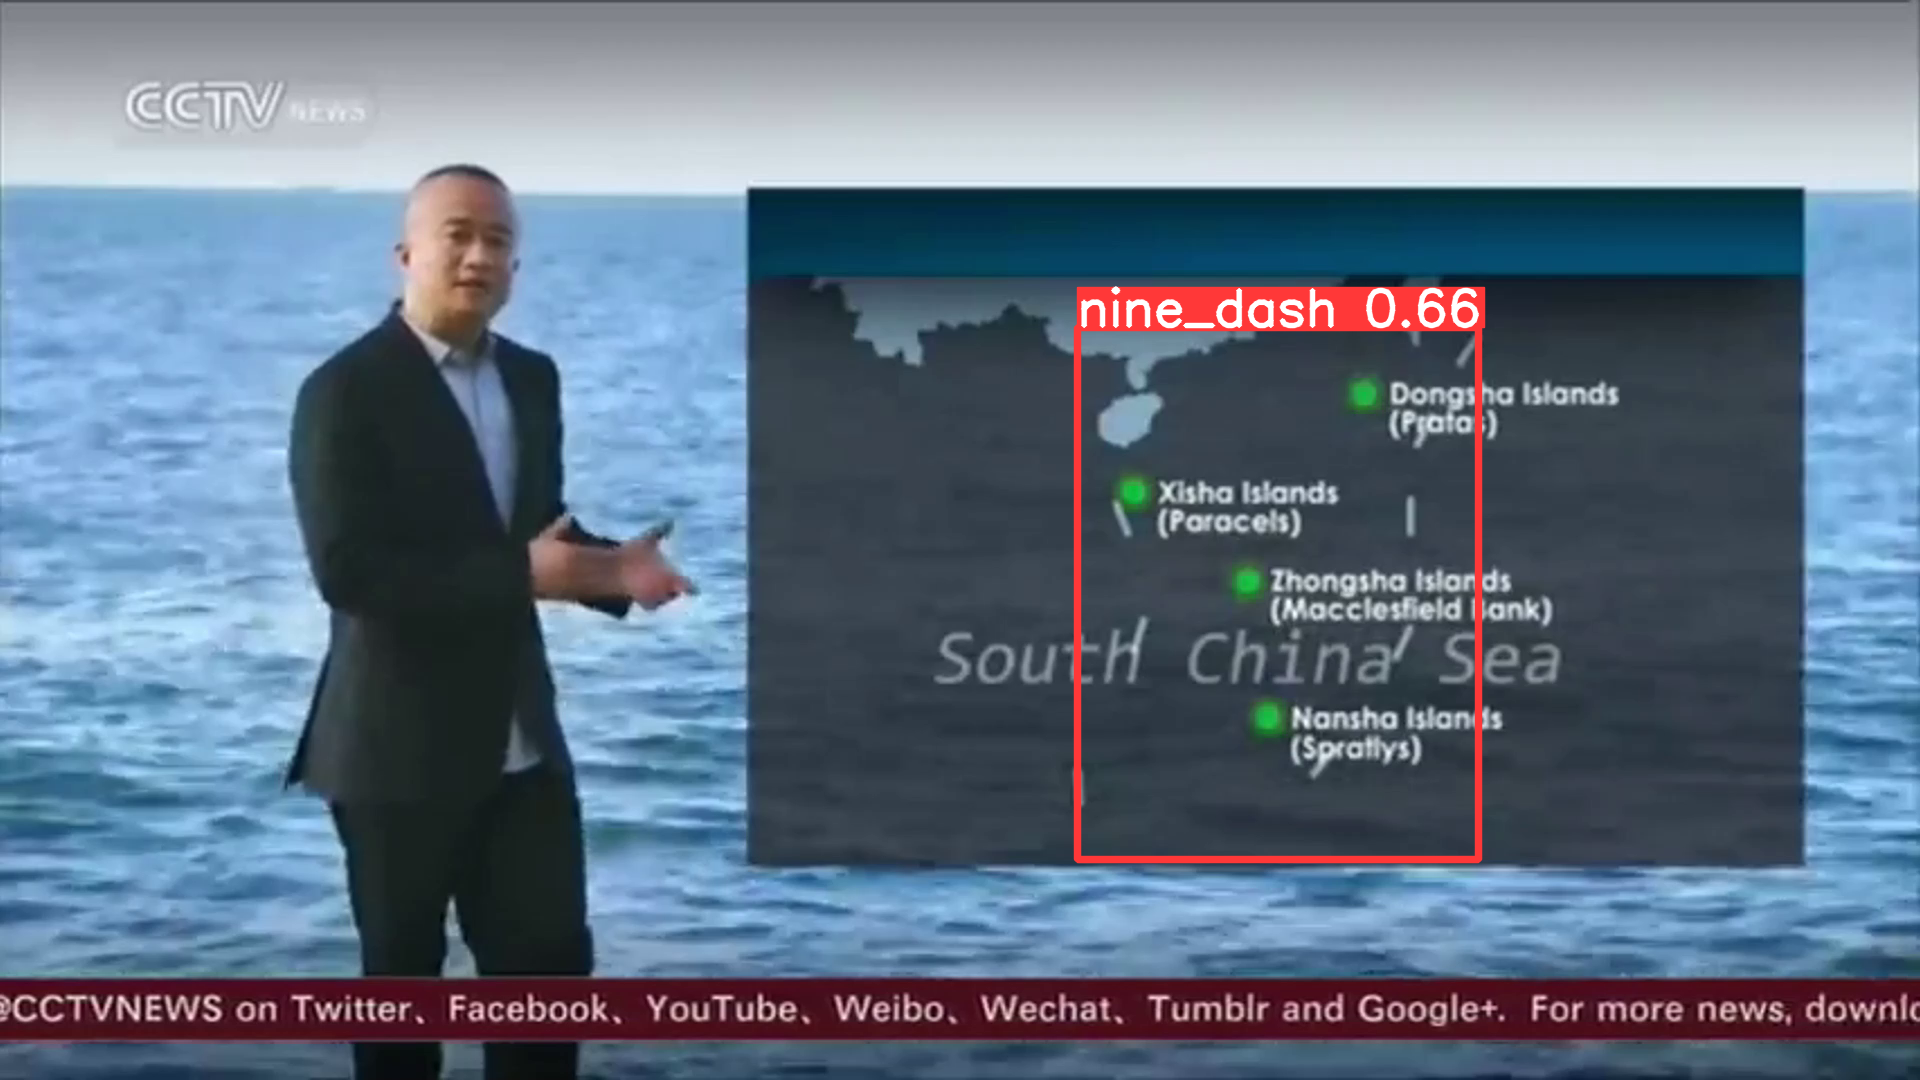 CCTV NEWS
nine_dash 0.66
Dongsha Islands
(Pratas)
Xisha Islands
(Paracels)
Zhongsha Islands
(Macclesfield Bank)
South China Sea
Nansha Islands
(Spratlys)
@CCTVNEWS on Twitter、Facebook、YouTube、Weibo、Wechat、Tumblr and Google+. For more news, downlo